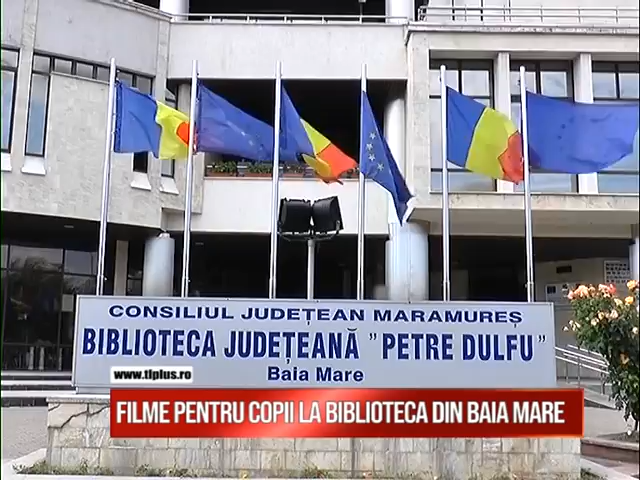 CONSILIUL JUDEȚEAN MARAMUREȘ
BIBLIOTECA JUDEȚEANĂ "PETRE DULFU"
Baia Mare
www.tlplus.ro
FILME PENTRU COPII LA BIBLIOTECA DIN BAIA MARE